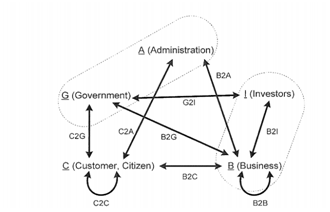 A (Administration)
B2A
G (Government)
G2I
I (Investors)
C2G
C2A
B2G
B2I
C (Customer, Citizen)
B2C
B (Business)
C2C
B2B